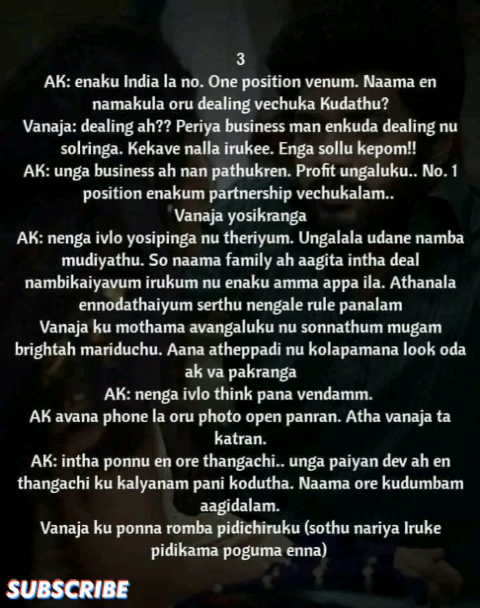 3
AK: enaku India la no. One position venum. Naama en
namakula oru dealing vechuka Kudathu?
Vanaja: dealing ah?? Periya business man enkuda dealing nu
solringa. Kekave nalla irukee. Enga sollu kepom!!
AK: unga business ah nan pathukren. Profit ungaluku.. No. 1
position enakum partnership vechukalam..
Vanaja yosikranga
AK: nenga ivlo yosipinga nu theriyum. Ungalala udane namba
mudiyathu. So naama family ah aagita intha deal
nambikaiyavum irukum nu enaku amma appa ila. Athanala
ennodathaiyum serthu nengale rule panalam
Vanaja ku mothama avangaluku nu sonnathum mugam
brightah mariduchu. Aana atheppadi nu kolapamana look oda
ak va pakranga
AK: nenga ivlo think pana vendamm.
AK avana phone la oru photo open panran. Atha vanaja ta
katran.
AK: intha ponnu en ore thangachi.. unga paiyan dev ah en
thangachi ku kalyanam pani kodutha. Naama ore kudumbam
aagidalam.
Vanaja ku ponna romba pidichiruku (sothu nariya Iruke
pidikama poguma enna)
SUBSCRIBE